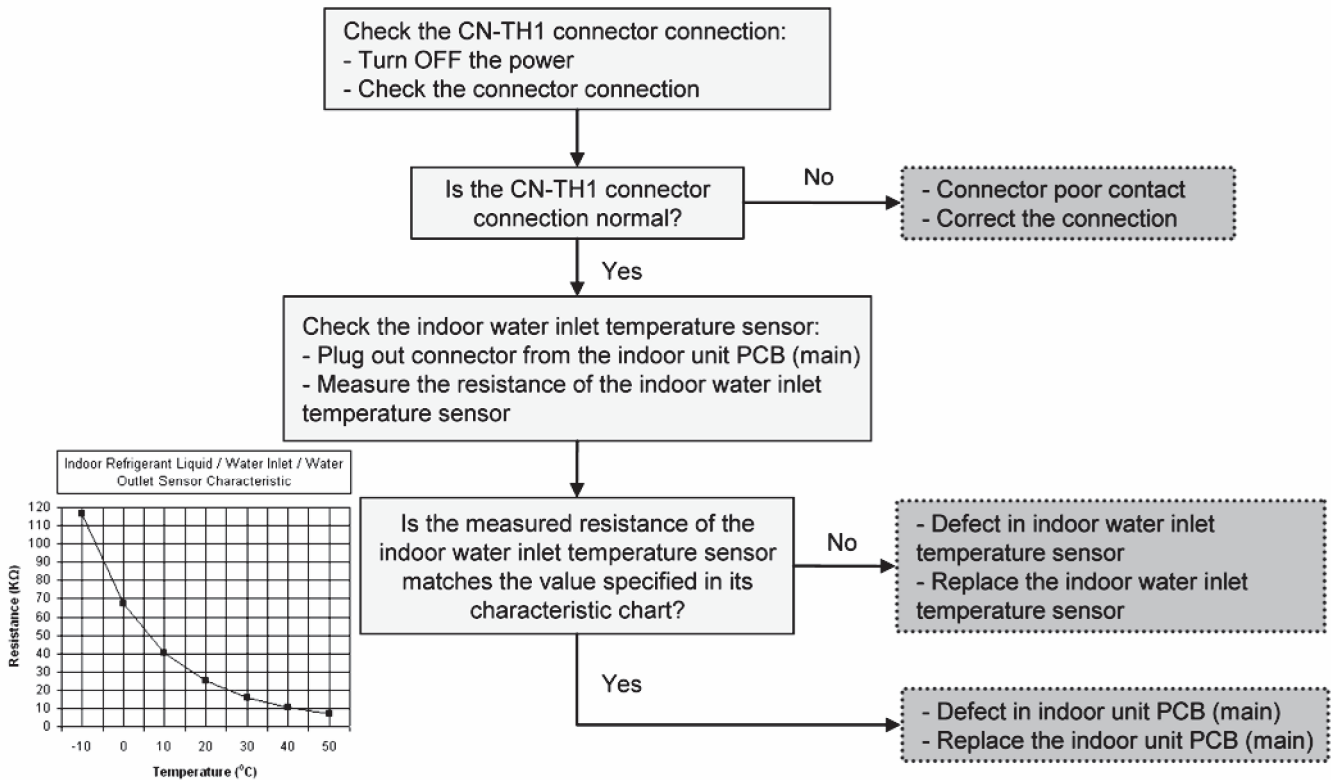 Check the CN-TH1 connector connection:
- Turn OFF the power
- Check the connector connection
Is the CN-TH1 connector
connection normal?
No
- Connector poor contact
- Correct the connection
Yes
Check the indoor water inlet temperature sensor:
- Plug out connector from the indoor unit PCB (main)
- Measure the resistance of the indoor water inlet
temperature sensor
Indoor Refrigerant Liquid / Water Inlet / Water
Outlet Sensor Characteristic
120
110
100
90
80
70
60
50
40
30
20
10
0
Resistance (KΩ)
-10 0 10 20 30 40 50
Temperature (⁰C)
Is the measured resistance of the
indoor water inlet temperature sensor
matches the value specified in its
characteristic chart?
No
- Defect in indoor water inlet
temperature sensor
- Replace the indoor water inlet
temperature sensor
Yes
- Defect in indoor unit PCB (main)
- Replace the indoor unit PCB (main)